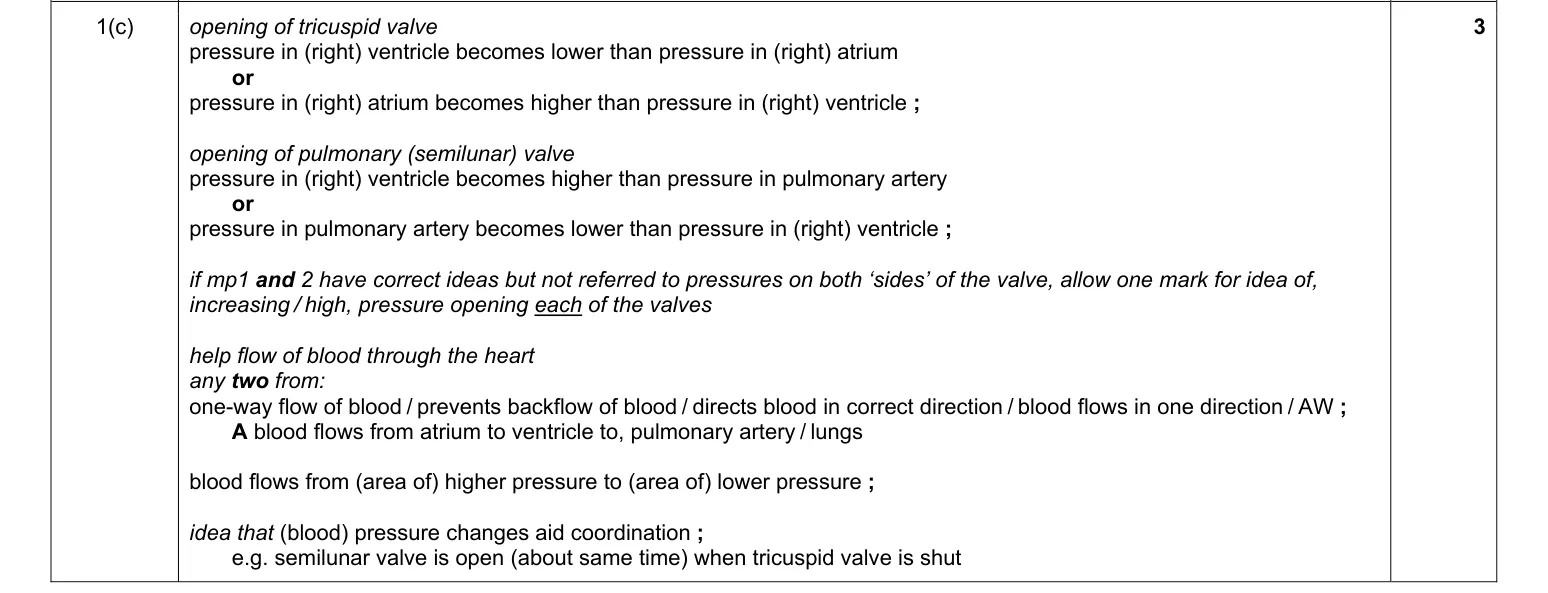 1(c)
opening of tricuspid valve
3
pressure in (right) ventricle becomes lower than pressure in (right) atrium
or
pressure in (right) atrium becomes higher than pressure in (right) ventricle ;
opening of pulmonary (semilunar) valve
pressure in (right) ventricle becomes higher than pressure in pulmonary artery
or
pressure in pulmonary artery becomes lower than pressure in (right) ventricle ;
if mp1 and 2 have correct ideas but not referred to pressures on both ‘sides’ of the valve, allow one mark for idea of,
increasing / high, pressure opening each of the valves
help flow of blood through the heart
any two from:
one-way flow of blood / prevents backflow of blood / directs blood in correct direction / blood flows in one direction / AW ;
A blood flows from atrium to ventricle to, pulmonary artery / lungs
blood flows from (area of) higher pressure to (area of) lower pressure ;
idea that (blood) pressure changes aid coordination ;
e.g. semilunar valve is open (about same time) when tricuspid valve is shut